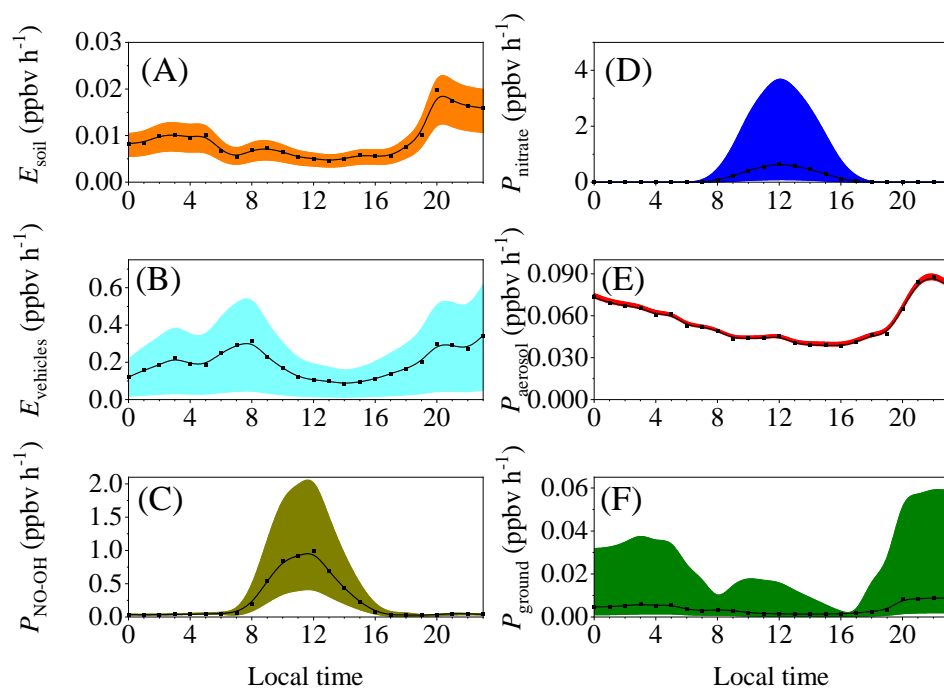 (A)
E_soil (ppbv h⁻¹)
0.03
0.02
0.01
0.00
0 4 8 12 16 20
(D)
P_nitrate (ppbv h⁻¹)
4
2
0
0 4 8 12 16 20
(B)
E_vehicles (ppbv h⁻¹)
0.6
0.4
0.2
0.0
0 4 8 12 16 20
(E)
P_aerosol (ppbv h⁻¹)
0.090
0.060
0.030
0.000
0 4 8 12 16 20
(C)
P_NO-OH (ppbv h⁻¹)
2.0
1.5
1.0
0.5
0.0
0 4 8 12 16 20
Local time
(F)
P_ground (ppbv h⁻¹)
0.06
0.04
0.02
0.00
0 4 8 12 16 20
Local time